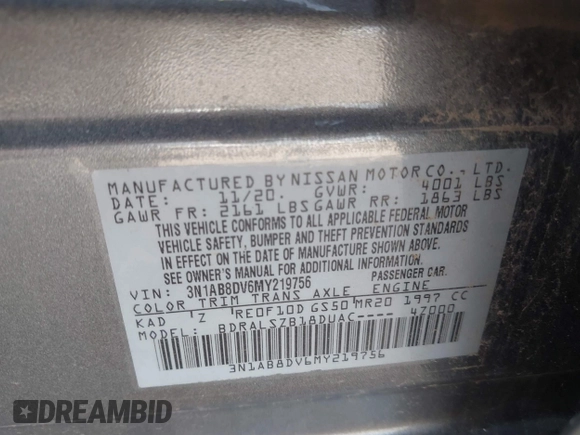 MANUFACTURED BY NISSAN MOTOR CO., LTD.
DATE: 11/20. GVWR: 4001 LBS
GAWR FR: 2161 LBS GAWR RR: 1863 LBS
THIS VEHICLE CONFORMS TO ALL APPLICABLE FEDERAL MOTOR
VEHICLE SAFETY, BUMPER AND THEFT PREVENTION STANDARDS
IN EFFECT ON THE DATE OF MANUFACTURE SHOWN ABOVE.
SEE OWNER'S MANUAL FOR ADDITIONAL INFORMATION.
VIN: 3N1AB8DV6MY219756 PASSENGER CAR.
COLOR TRIM TRANS AXLE ENGINE
KAD Z RE0F10D GS50 MR20 1997 CC
MODEL: BDRALSZB18DUAC---- 4Z000
3N1AB8DV6MY219756
DREAMBID